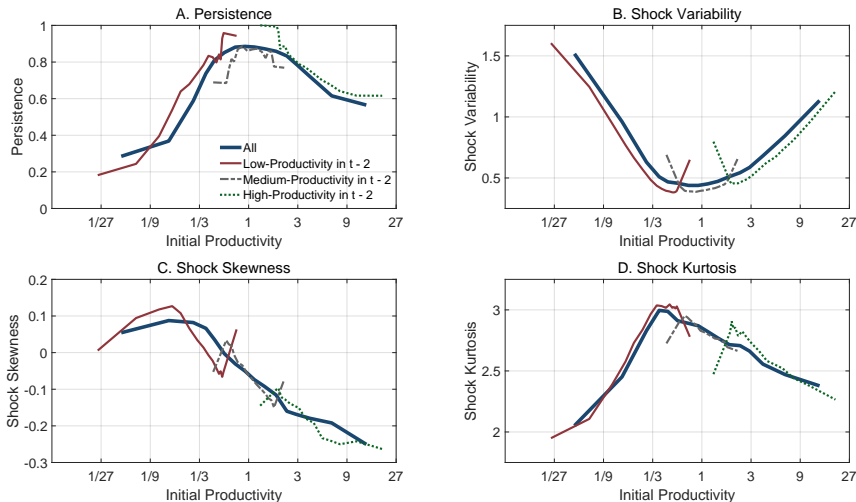 A. Persistence
1
0.8
0.6
0.4
0.2
0
Persistence
All
Low-Productivity in t - 2
Medium-Productivity in t - 2
High-Productivity in t - 2
1/27 1/9 1/3 1 3 9 27
Initial Productivity
B. Shock Variability
1.5
1
0.5
Shock Variability
1/27 1/9 1/3 1 3 9 27
Initial Productivity
C. Shock Skewness
0.2
0.1
0
-0.1
-0.2
-0.3
Shock Skewness
1/27 1/9 1/3 1 3 9 27
Initial Productivity
D. Shock Kurtosis
3
2.5
2
Shock Kurtosis
1/27 1/9 1/3 1 3 9 27
Initial Productivity